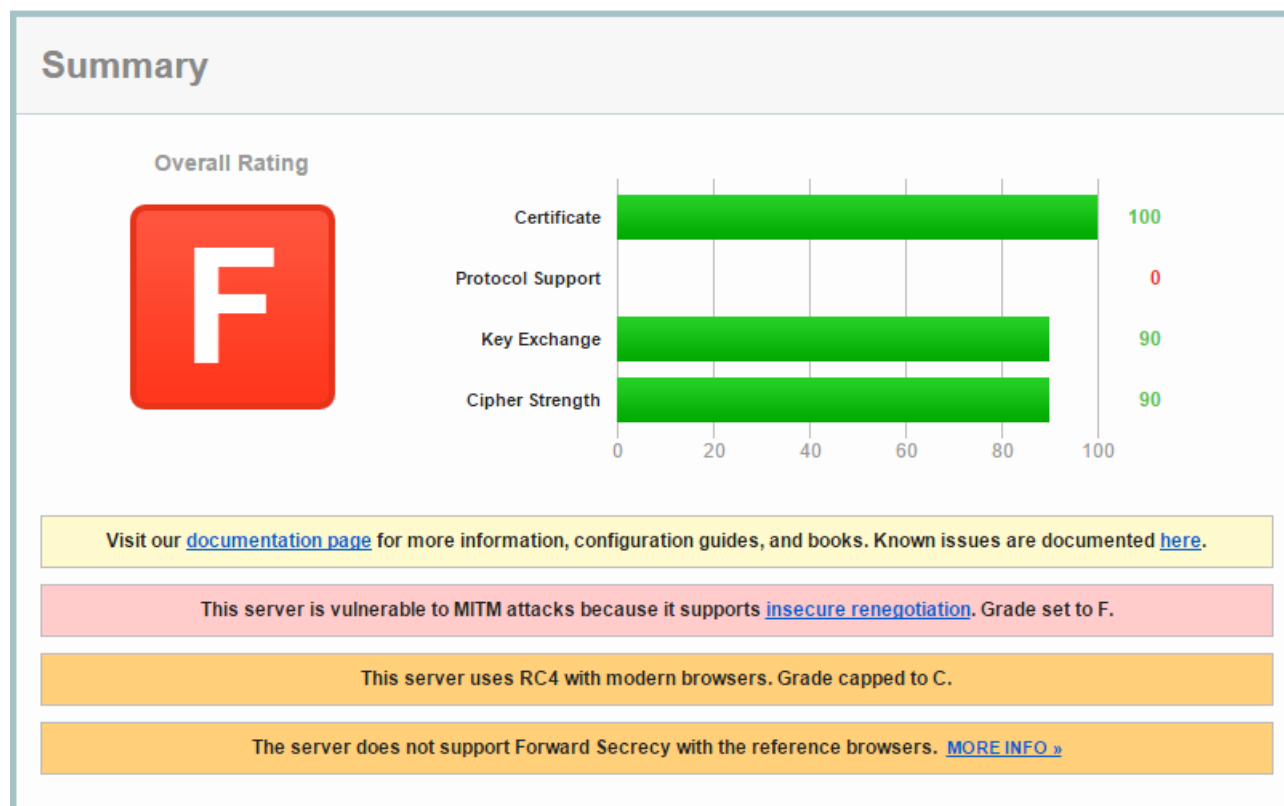 Summary
Overall Rating
F
Certificate
100
Protocol Support
0
Key Exchange
90
Cipher Strength
90
0 20 40 60 80 100
Visit our documentation page for more information, configuration guides, and books. Known issues are documented here.
This server is vulnerable to MITM attacks because it supports insecure renegotiation. Grade set to F.
This server uses RC4 with modern browsers. Grade capped to C.
The server does not support Forward Secrecy with the reference browsers. MORE INFO »